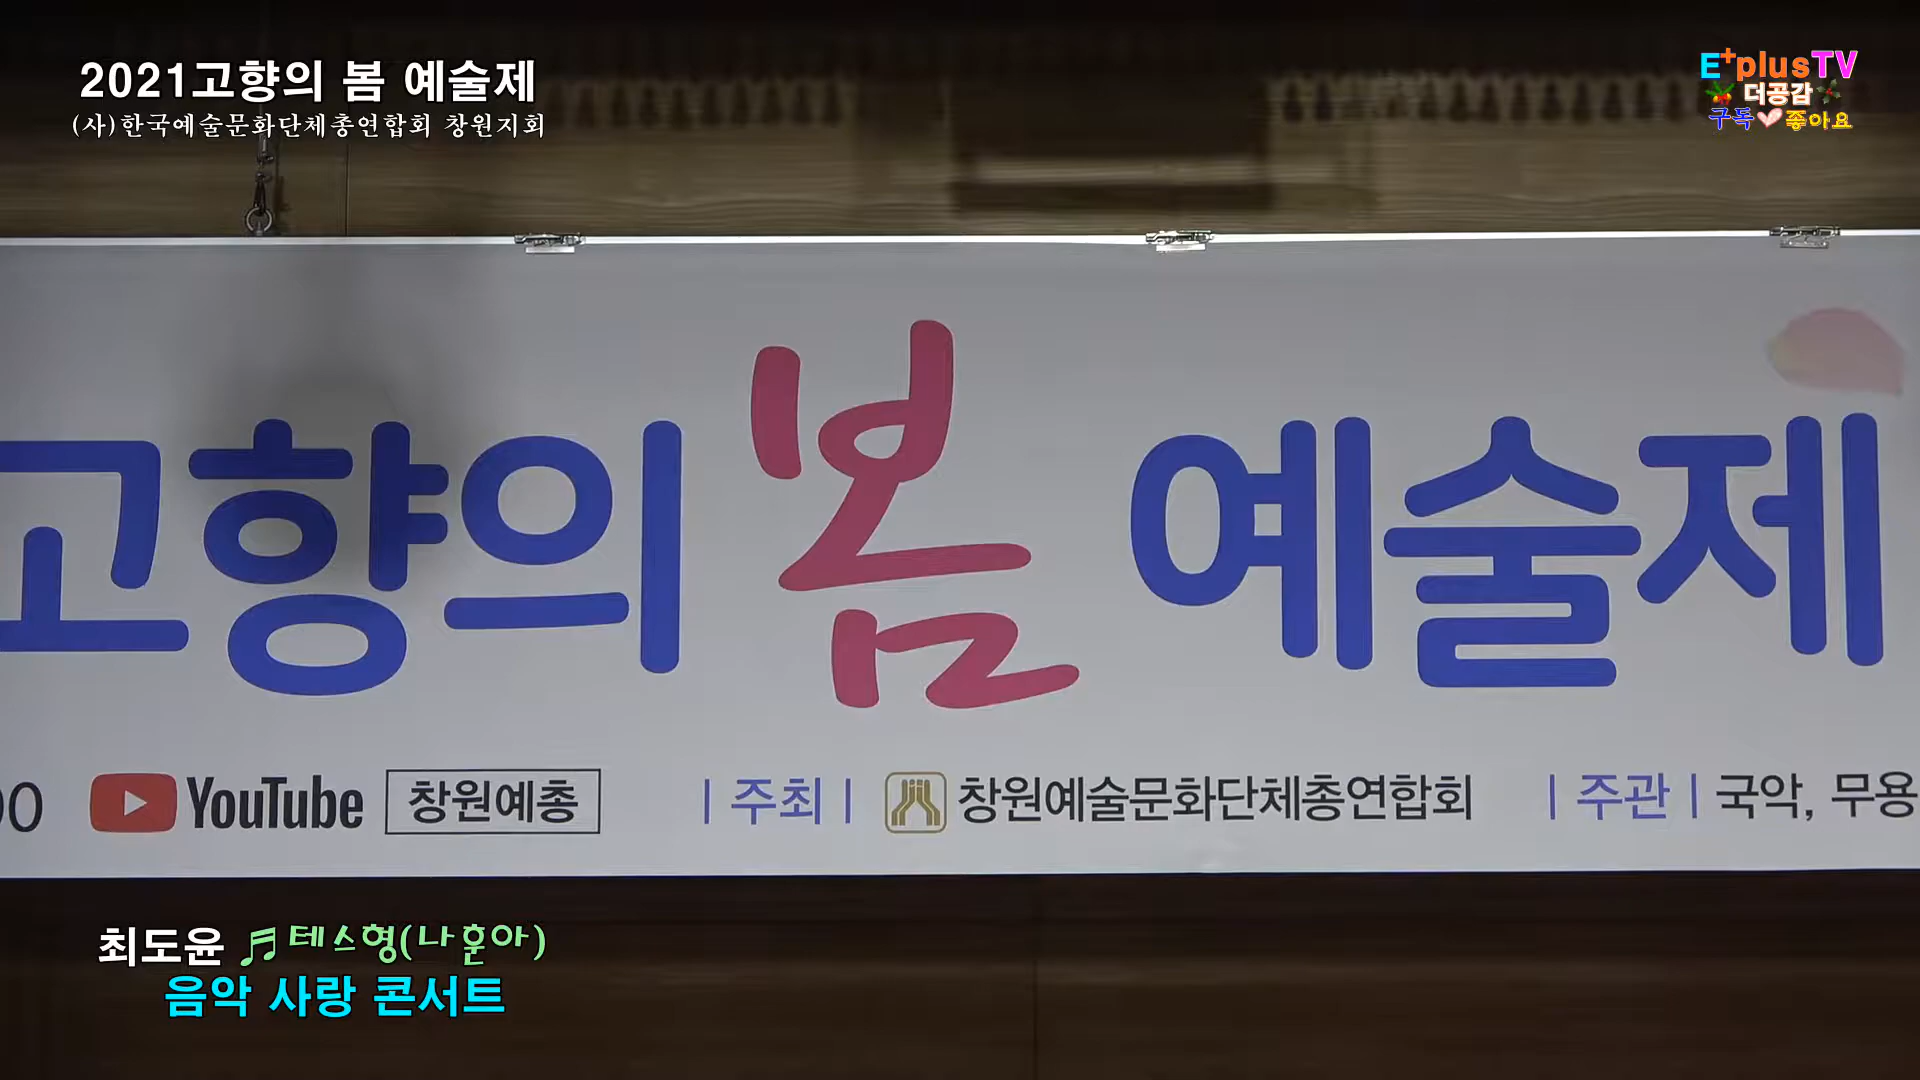 2021고향의 봄 예술제
(사)한국예술문화단체총연합회 창원지회
E+plusTV
더공감
구독 좋아요
고향의 봄 예술제
00 YouTube 창원예총 | 주최 | 창원예술문화단체총연합회 | 주관 | 국악, 무용
최도윤 ♬테스형(나훈아)
음악 사랑 콘서트